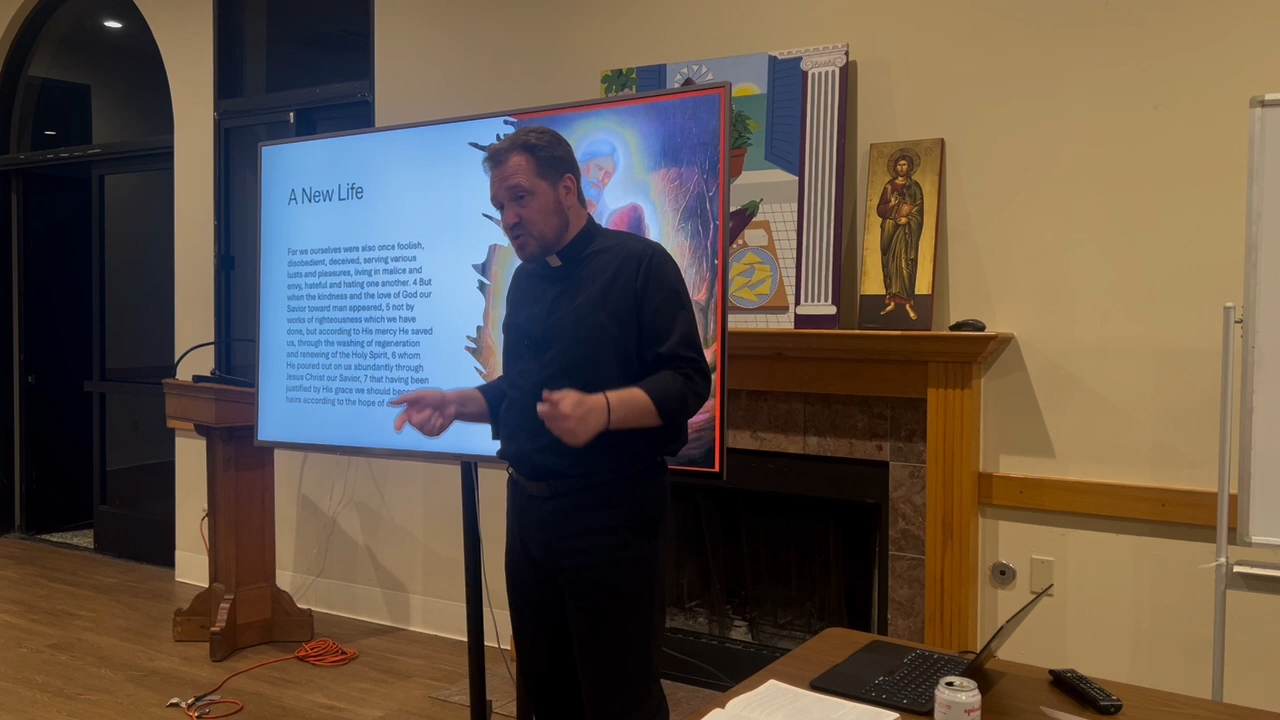 A New Life
For we ourselves were also once foolish,
disobedient, deceived, serving various
lusts and pleasures, living in malice and
envy, hateful and hating one another. 4 But
when the kindness and the love of God our
Savior toward man appeared, 5 not by
works of righteousness which we have
done, but according to His mercy He saved
us, through the washing of regeneration
and renewing of the Holy Spirit, 6 whom
He poured out on us abundantly through
Jesus Christ our Savior, 7 that having been
justified by His grace we should
heirs according to the hope of